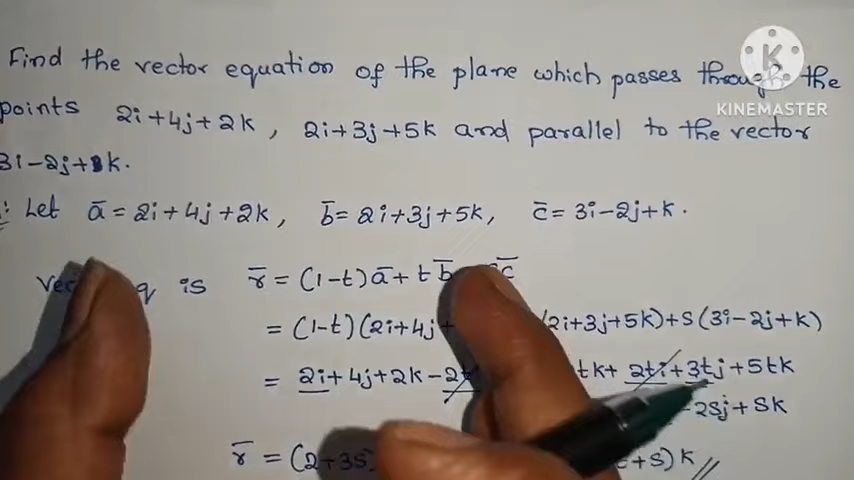 Find the vector equation of the plane which passes through the
points 2i+4j+2k, 2i+3j+5k and parallel to the vector
3i-2j+k.
: Let a̅ = 2i+4j+2k, b̅ = 2i+3j+5k, c̅ = 3i-2j+k.
is r̅ = (1-t)a̅ + t b̅ c̅
= (1-t)(2i+4j (2i+3j+5k)+S(3i-2j+k)
= 2i+4j+2k-2t tk+2ti+3tj+5tk
-2sj+sk
r̅ = (2+3s +s)k
K
KINEMASTER